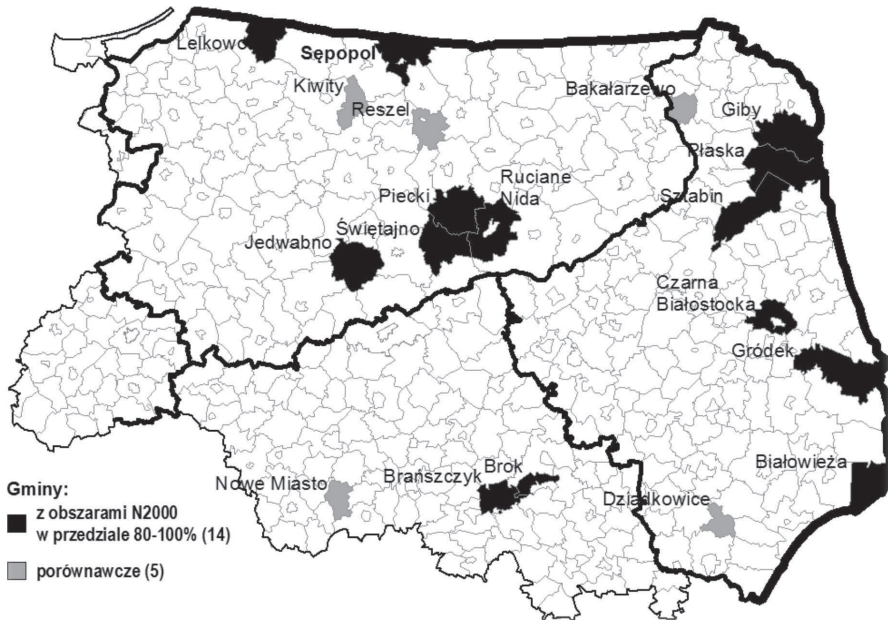 Lelkowo
Sępopol
Kiwity
Reszel
Bakałarzewo
Giby
Płaska
Sztabin
Piecki
Ruciane
Nida
Świętajno
Jedwabno
Czarna
Białostocka
Gródek
Białowieża
Nowe Miasto
Brańszczyk
Brok
Dziadkowice
Gminy:
z obszarami N2000
w przedziale 80-100% (14)
porównawcze (5)